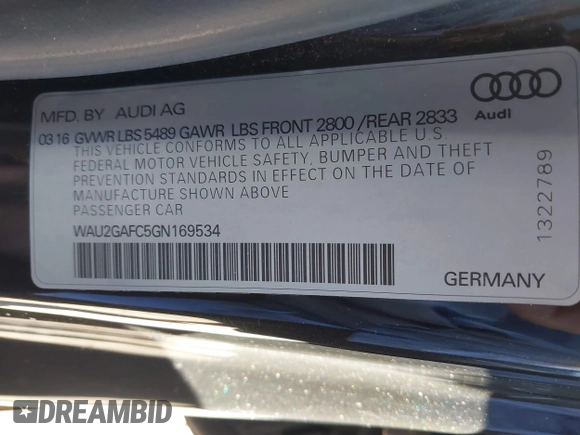 MFD. BY AUDI AG
03 16 GVWR LBS 5489 GAWR LBS FRONT 2800 /REAR 2833
THIS VEHICLE CONFORMS TO ALL APPLICABLE U.S.
FEDERAL MOTOR VEHICLE SAFETY, BUMPER AND THEFT
PREVENTION STANDARDS IN EFFECT ON THE DATE OF
MANUFACTURE SHOWN ABOVE
PASSENGER CAR
WAU2GAFC5GN169534
GERMANY
Audi
1322789
DREAMBID